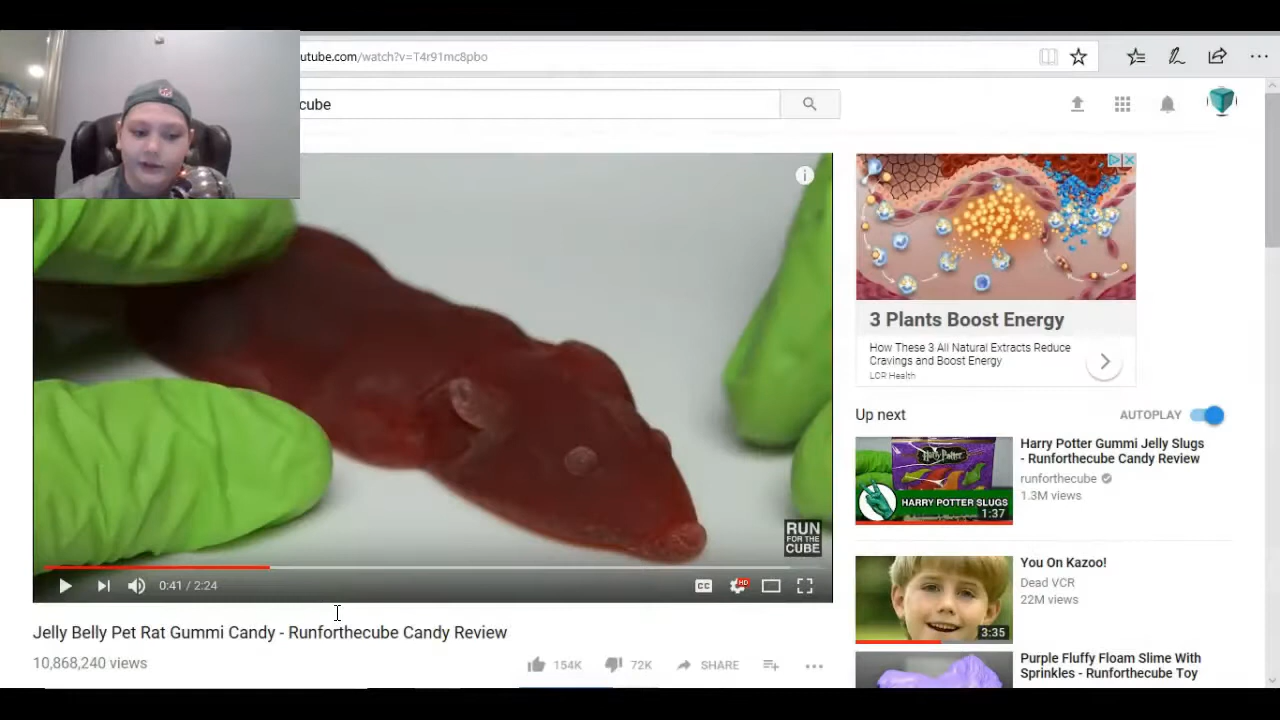 utube.com/watch?v=T4r91mc8pbo
cube
3 Plants Boost Energy
How These 3 All Natural Extracts Reduce
Cravings and Boost Energy
LCR Health
Up next
AUTOPLAY
Harry Potter Gummi Jelly Slugs
- Runforthecube Candy Review
runforthecube
1.3M views
Harry Potter
HARRY POTTER SLUGS
1:37
You On Kazoo!
Dead VCR
22M views
3:35
Purple Fluffy Floam Slime With
Sprinkles - Runforthecube Toy
RUN
FOR THE
CUBE
0:41 / 2:24
CC
HD
Jelly Belly Pet Rat Gummi Candy - Runforthecube Candy Review
10,868,240 views
154K
72K
SHARE